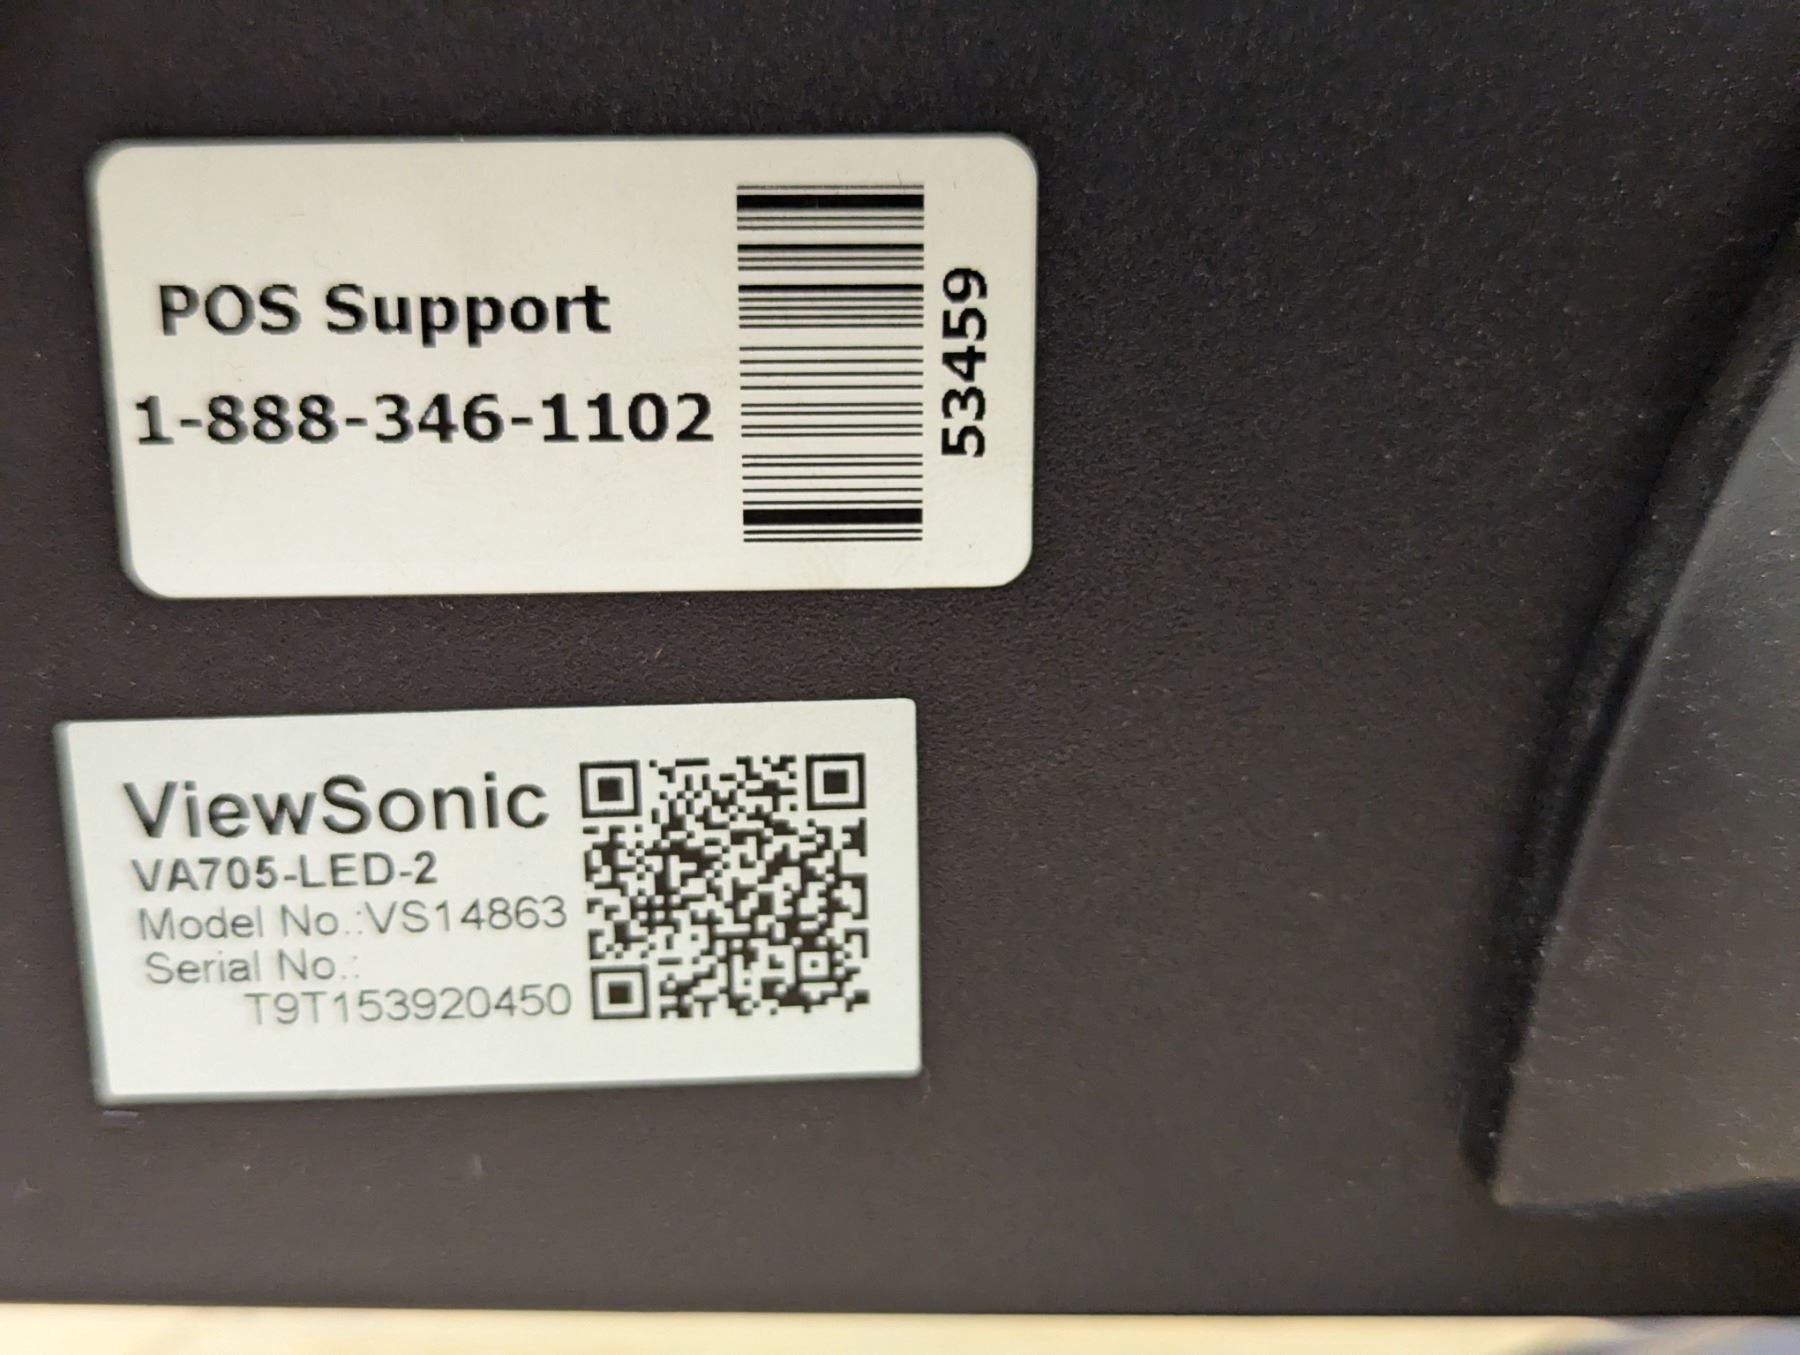 POS Support
1-888-346-1102
53459
ViewSonic
VA705-LED-2
Model No.:VS14863
Serial No.:
T9T153920450